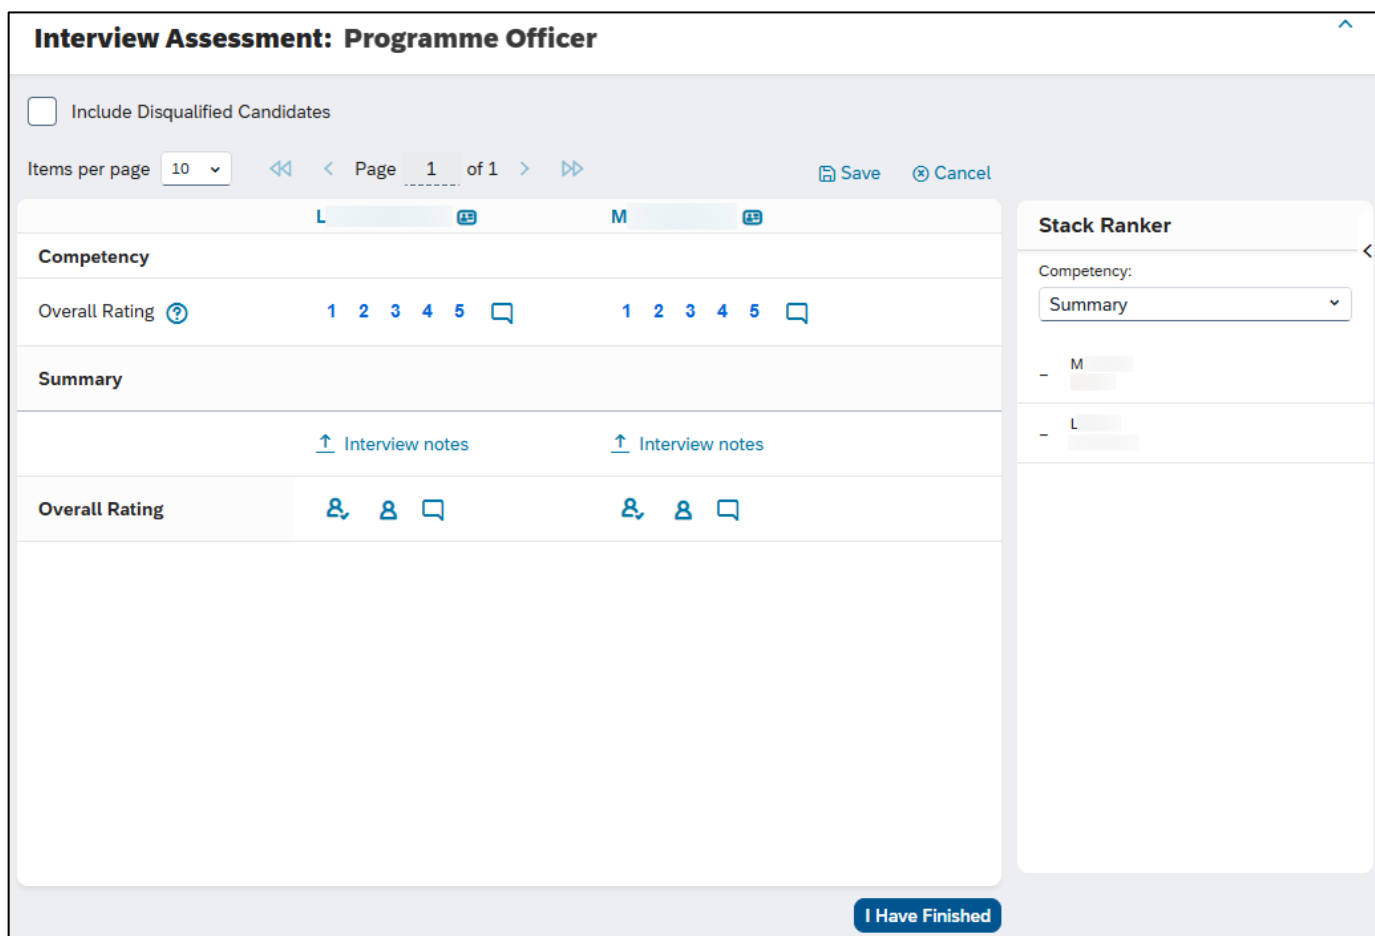 Interview Assessment: Programme Officer
Include Disqualified Candidates
Items per page 10 Page 1 of 1
Save Cancel
L M
Competency
Overall Rating 1 2 3 4 5 1 2 3 4 5
Summary
Interview notes Interview notes
Overall Rating
I Have Finished
Stack Ranker
Competency:
Summary
M
L